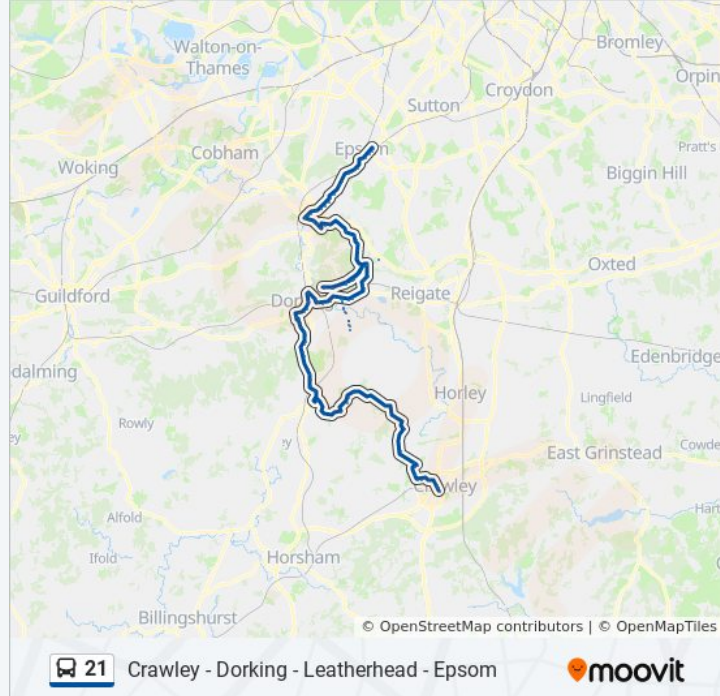 Bromley
Walton-on-
Thames
Croydon
Orpin
Sutton
Epsom
Pratt's
Cobham
Woking
Biggin Hill
Oxted
Guildford
Reigate
Edenbridge
dalming
Horley
Lingfield
Rowly
ey
ey
East Grinstead
Cowde
Crawley
Hart
Alfold
Ifold
Horsham
Billingshurst
© OpenStreetMap contributors | © OpenMapTiles
21 Crawley - Dorking - Leatherhead - Epsom
moovit